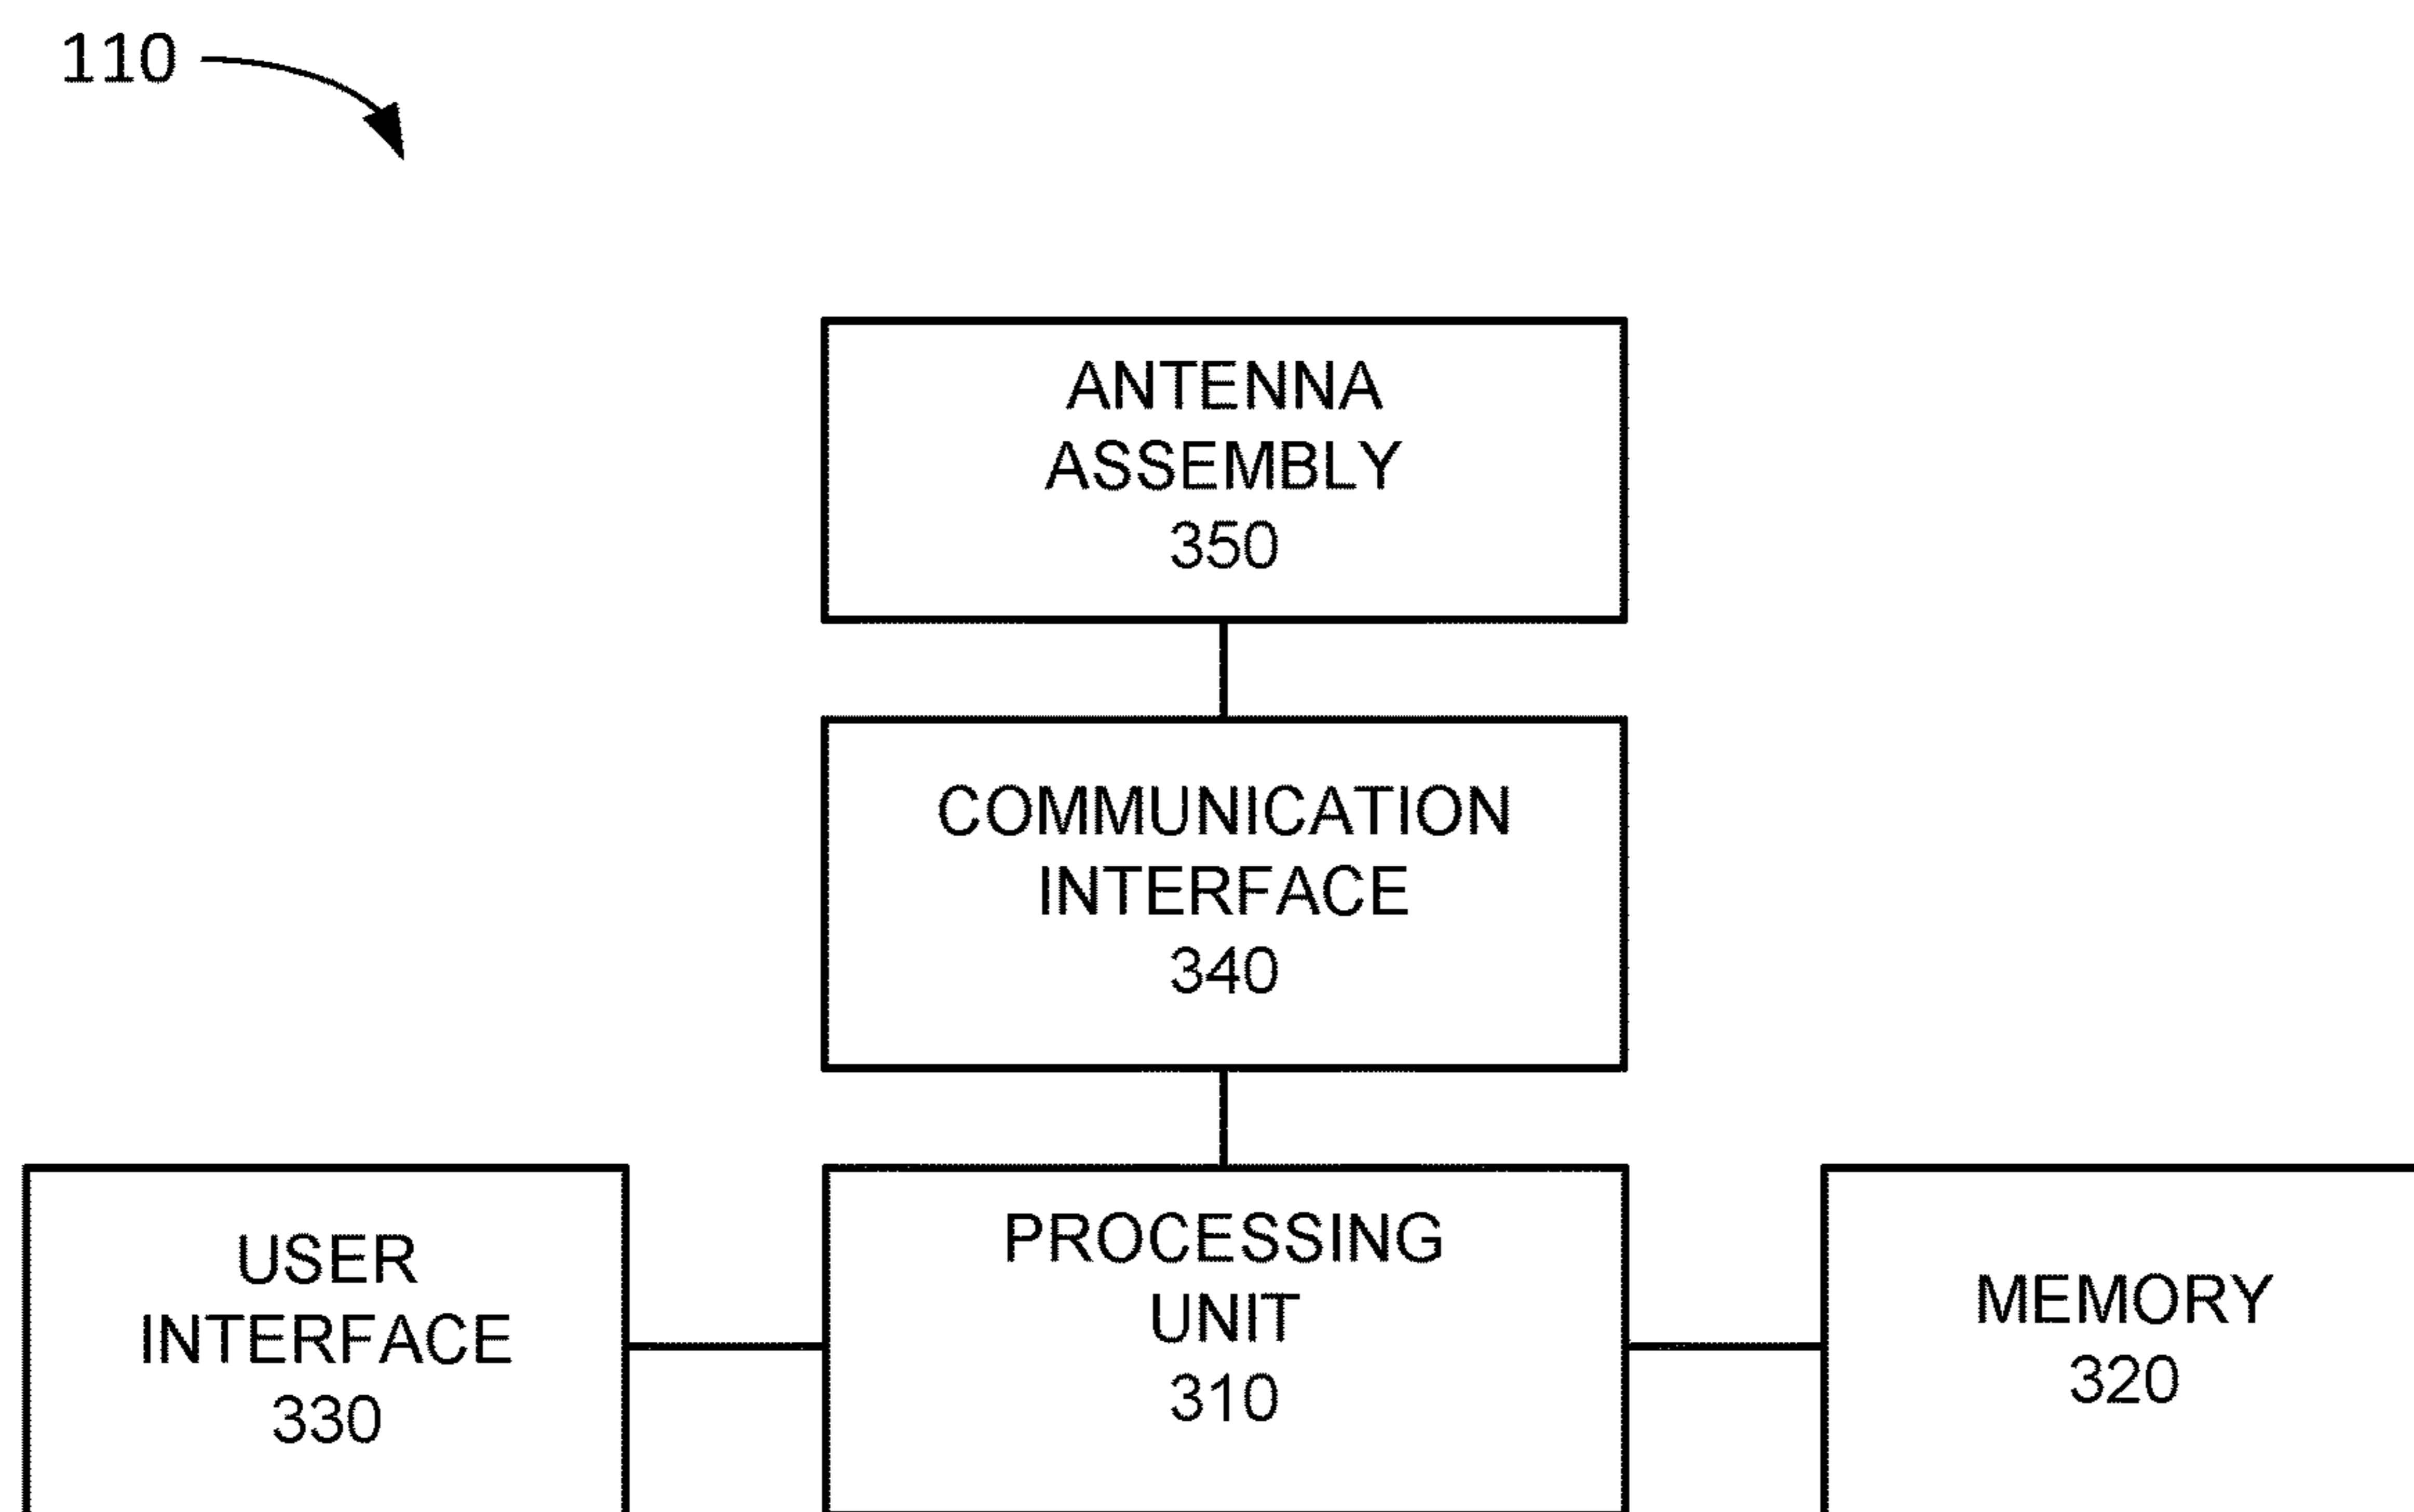 110
ANTENNA
ASSEMBLY
350
COMMUNICATION
INTERFACE
340
USER
INTERFACE
330
PROCESSING
UNIT
310
MEMORY
320